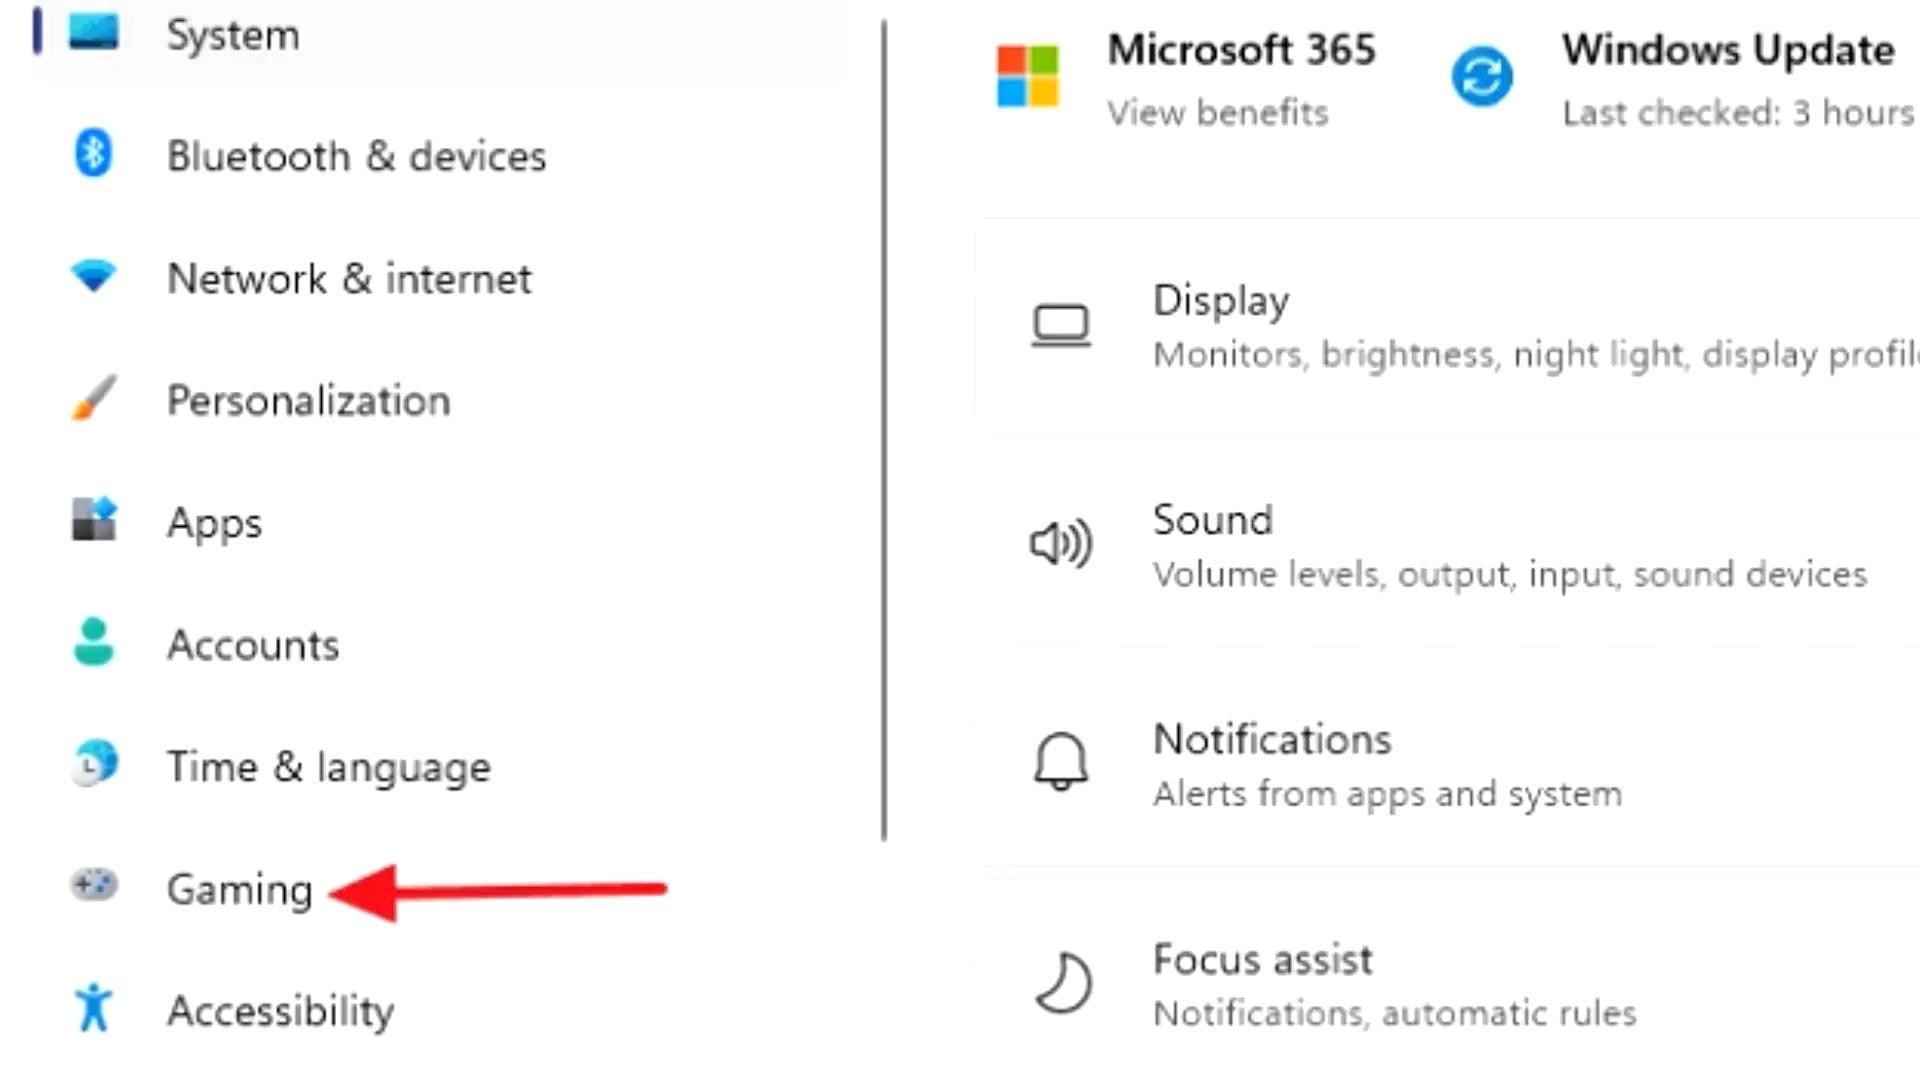 System
Bluetooth & devices
Network & internet
Personalization
Apps
Accounts
Time & language
Gaming
Accessibility
Microsoft 365
View benefits
Windows Update
Last checked: 3 hours
Display
Monitors, brightness, night light, display profil
Sound
Volume levels, output, input, sound devices
Notifications
Alerts from apps and system
Focus assist
Notifications, automatic rules